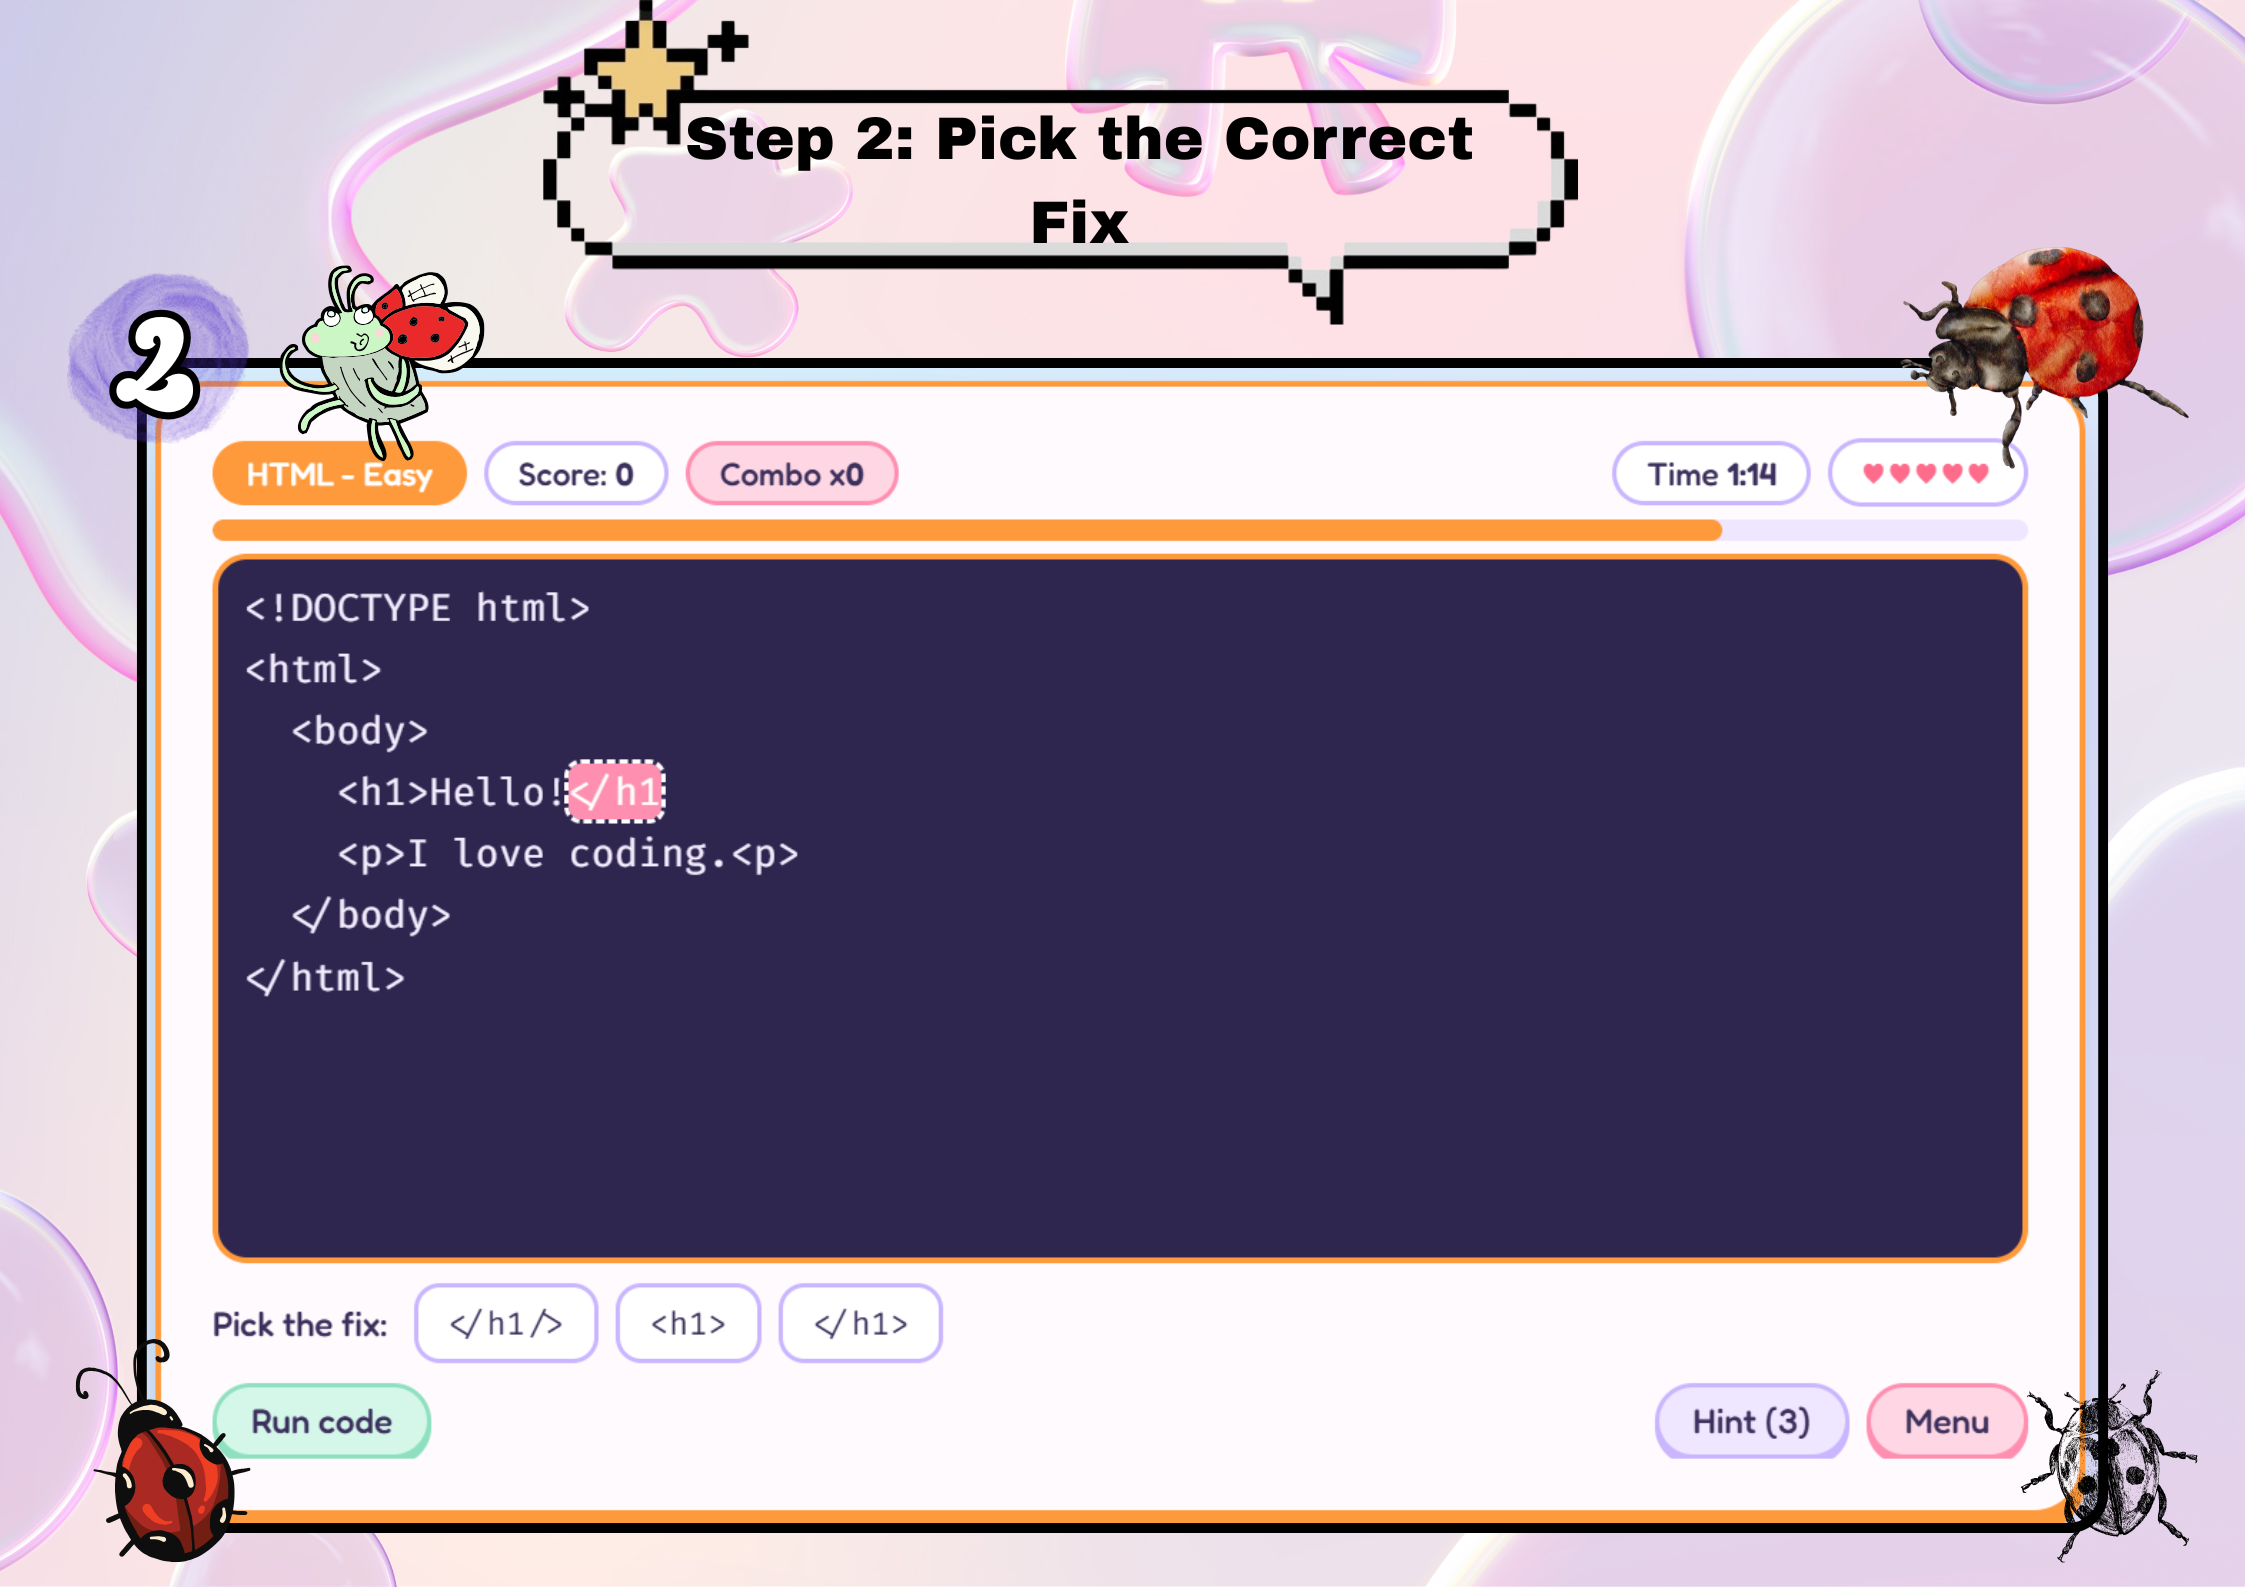 Step 2: Pick the Correct
Fix
2
HTML - Easy
Score: 0
Combo x0
Time 1:14
<!DOCTYPE html>
<html>
  <body>
    <h1>Hello!</h1
    <p>I love coding.<p>
  </body>
</html>
Pick the fix:
</h1/>
<h1>
</h1>
Run code
Hint (3)
Menu